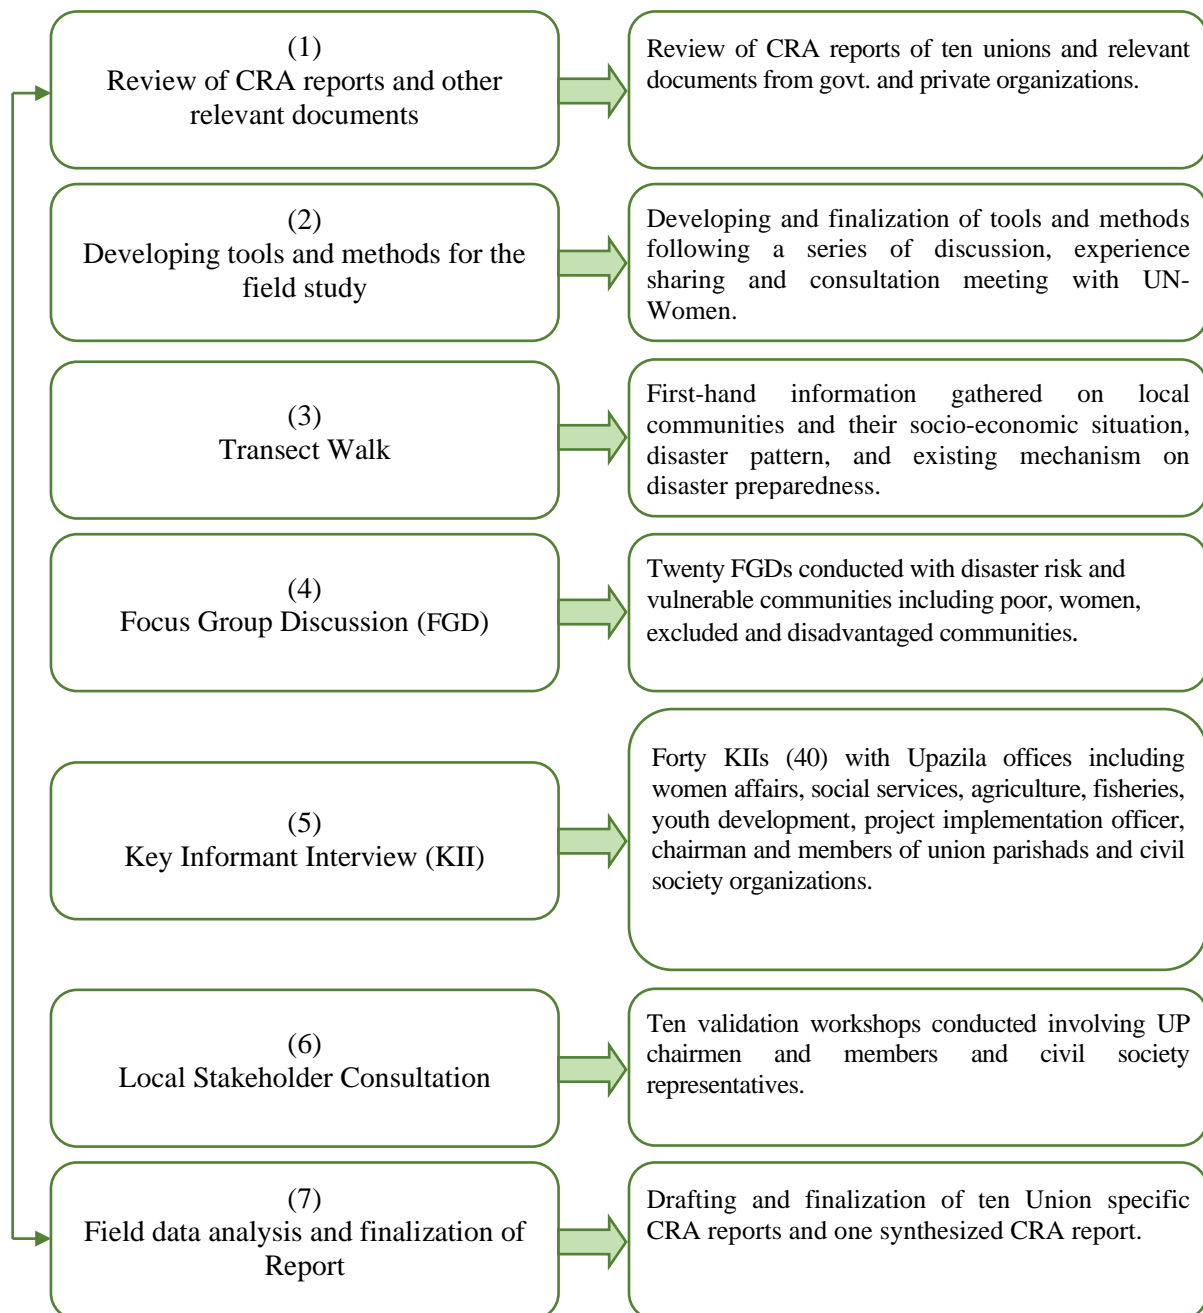 (1)
Review of CRA reports and other
relevant documents
Review of CRA reports of ten unions and relevant
documents from govt. and private organizations.
(2)
Developing tools and methods for the
field study
Developing and finalization of tools and methods
following a series of discussion, experience
sharing and consultation meeting with UN-
Women.
(3)
Transect Walk
First-hand information gathered on local
communities and their socio-economic situation,
disaster pattern, and existing mechanism on
disaster preparedness.
(4)
Focus Group Discussion (FGD)
Twenty FGDs conducted with disaster risk and
vulnerable communities including poor, women,
excluded and disadvantaged communities.
(5)
Key Informant Interview (KII)
Forty KIIs (40) with Upazila offices including
women affairs, social services, agriculture, fisheries,
youth development, project implementation officer,
chairman and members of union parishads and civil
society organizations.
(6)
Local Stakeholder Consultation
Ten validation workshops conducted involving UP
chairmen and members and civil society
representatives.
(7)
Field data analysis and finalization of
Report
Drafting and finalization of ten Union specific
CRA reports and one synthesized CRA report.